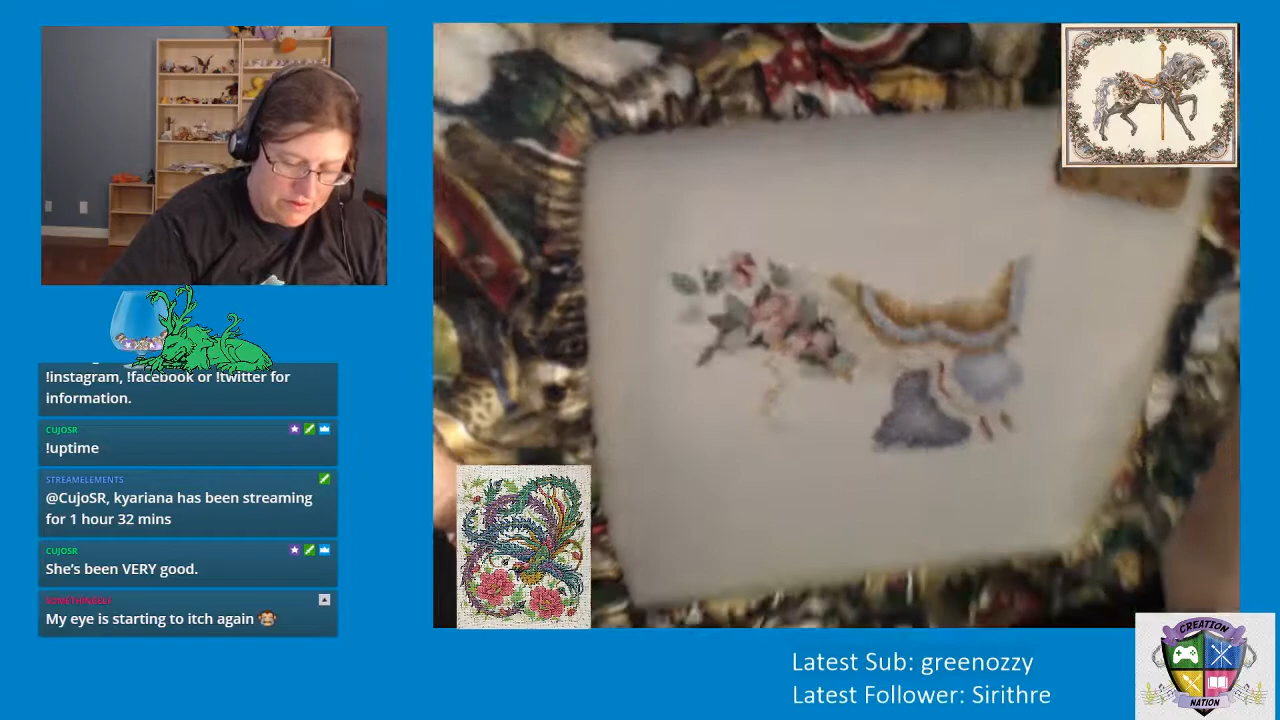 !instagram, !facebook or !twitter for
information.
CUJOSR
!uptime
STREAMELEMENTS
@CujoSR, kyariana has been streaming
for 1 hour 32 mins
CUJOSR
She's been VERY good.
SOMETHINGELS
My eye is starting to itch again
Latest Sub: greenozzy
Latest Follower: Sirithre
CREATION
NATION